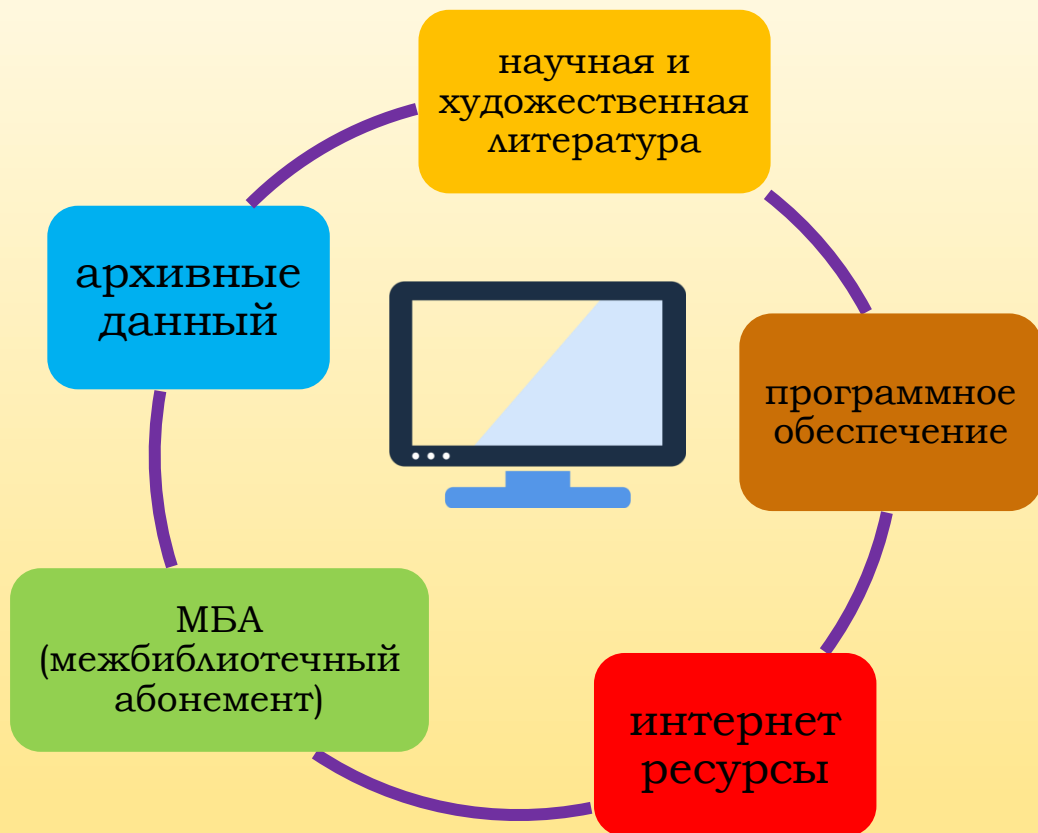 научная и
художественная
литература
архивные
данный
программное
обеспечение
МБА
(межбиблиотечный
абонемент)
интернет
ресурсы